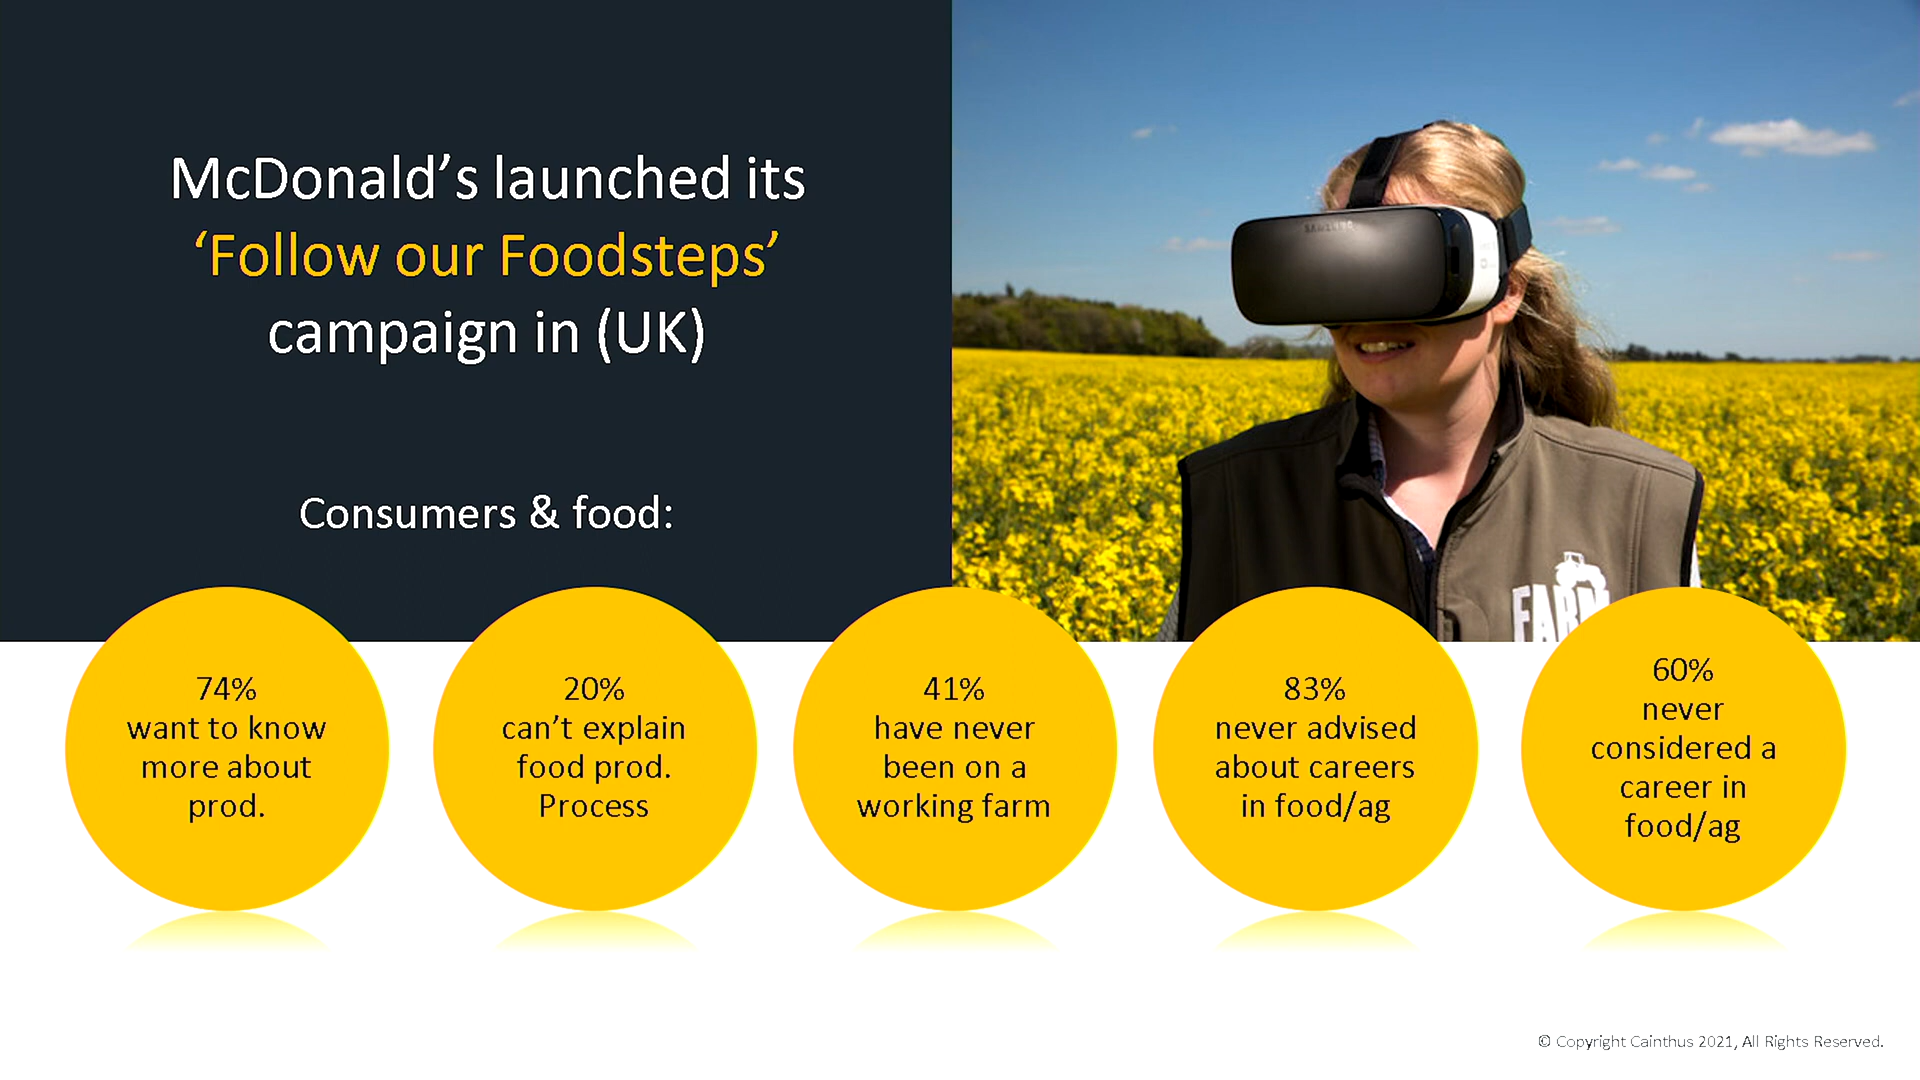 McDonald’s launched its
‘Follow our Foodsteps’
campaign in (UK)
Consumers & food:
SAMSUNG
FARM
74%
want to know
more about
prod.
20%
can’t explain
food prod.
Process
41%
have never
been on a
working farm
83%
never advised
about careers
in food/ag
60%
never
considered a
career in
food/ag
© Copyright Cainthus 2021, All Rights Reserved.